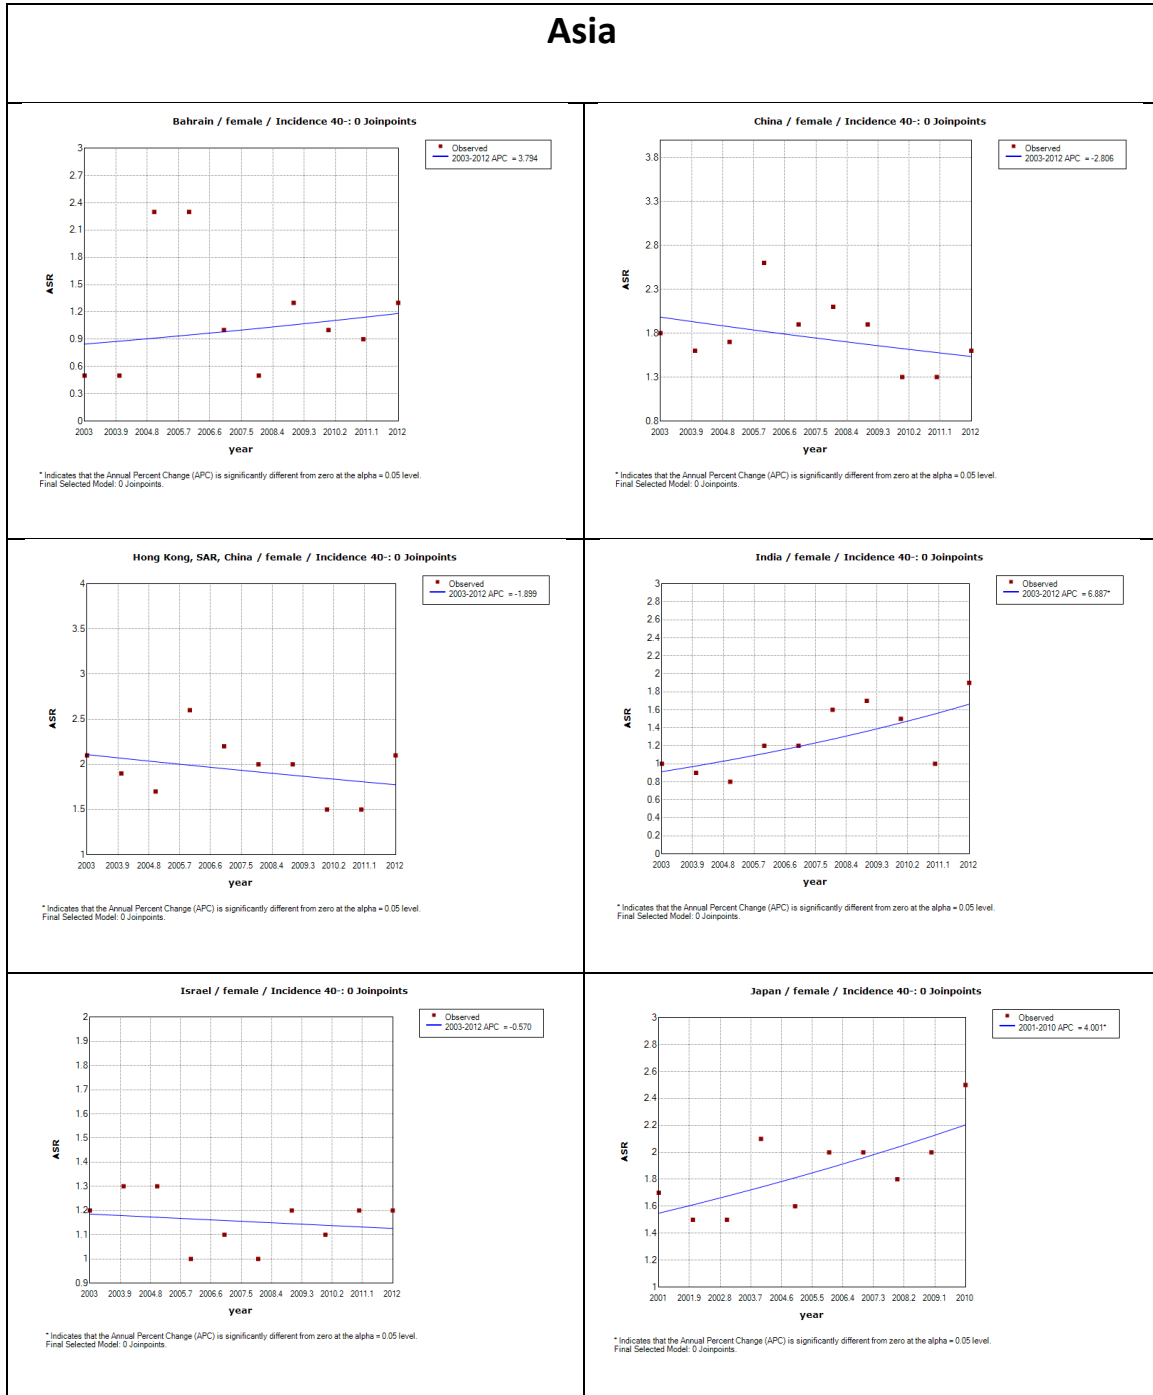 Asia
Bahrain / female / Incidence 40-: 0 Joinpoints
Observed
2003-2012 APC = 3.794
3
2.7
2.4
2.1
1.8
1.5
1.2
0.9
0.6
0.3
0
ASR
2003 2003.9 2004.8 2005.7 2006.6 2007.5 2008.4 2009.3 2010.2 2011.1 2012
year
* Indicates that the Annual Percent Change (APC) is significantly different from zero at the alpha = 0.05 level.
Final Selected Model: 0 Joinpoints.
China / female / Incidence 40-: 0 Joinpoints
Observed
2003-2012 APC = -2.806
3.8
3.3
2.8
2.3
1.8
1.3
0.8
ASR
2003 2003.9 2004.8 2005.7 2006.6 2007.5 2008.4 2009.3 2010.2 2011.1 2012
year
* Indicates that the Annual Percent Change (APC) is significantly different from zero at the alpha = 0.05 level.
Final Selected Model: 0 Joinpoints.
Hong Kong, SAR, China / female / Incidence 40-: 0 Joinpoints
Observed
2003-2012 APC = -1.899
4
3.5
3
2.5
2
1.5
1
ASR
2003 2003.9 2004.8 2005.7 2006.6 2007.5 2008.4 2009.3 2010.2 2011.1 2012
year
* Indicates that the Annual Percent Change (APC) is significantly different from zero at the alpha = 0.05 level.
Final Selected Model: 0 Joinpoints.
India / female / Incidence 40-: 0 Joinpoints
Observed
2003-2012 APC = 6.887*
3
2.8
2.6
2.4
2.2
2
1.8
1.6
1.4
1.2
1
0.8
0.6
0.4
0.2
0
ASR
2003 2003.9 2004.8 2005.7 2006.6 2007.5 2008.4 2009.3 2010.2 2011.1 2012
year
* Indicates that the Annual Percent Change (APC) is significantly different from zero at the alpha = 0.05 level.
Final Selected Model: 0 Joinpoints.
Israel / female / Incidence 40-: 0 Joinpoints
Observed
2003-2012 APC = -0.570
2
1.9
1.8
1.7
1.6
1.5
1.4
1.3
1.2
1.1
1
0.9
ASR
2003 2003.9 2004.8 2005.7 2006.6 2007.5 2008.4 2009.3 2010.2 2011.1 2012
year
* Indicates that the Annual Percent Change (APC) is significantly different from zero at the alpha = 0.05 level.
Final Selected Model: 0 Joinpoints.
Japan / female / Incidence 40-: 0 Joinpoints
Observed
2001-2010 APC = 4.001*
3
2.8
2.6
2.4
2.2
2
1.8
1.6
1.4
1.2
1
ASR
2001 2001.9 2002.8 2003.7 2004.6 2005.5 2006.4 2007.3 2008.2 2009.1 2010
year
* Indicates that the Annual Percent Change (APC) is significantly different from zero at the alpha = 0.05 level.
Final Selected Model: 0 Joinpoints.